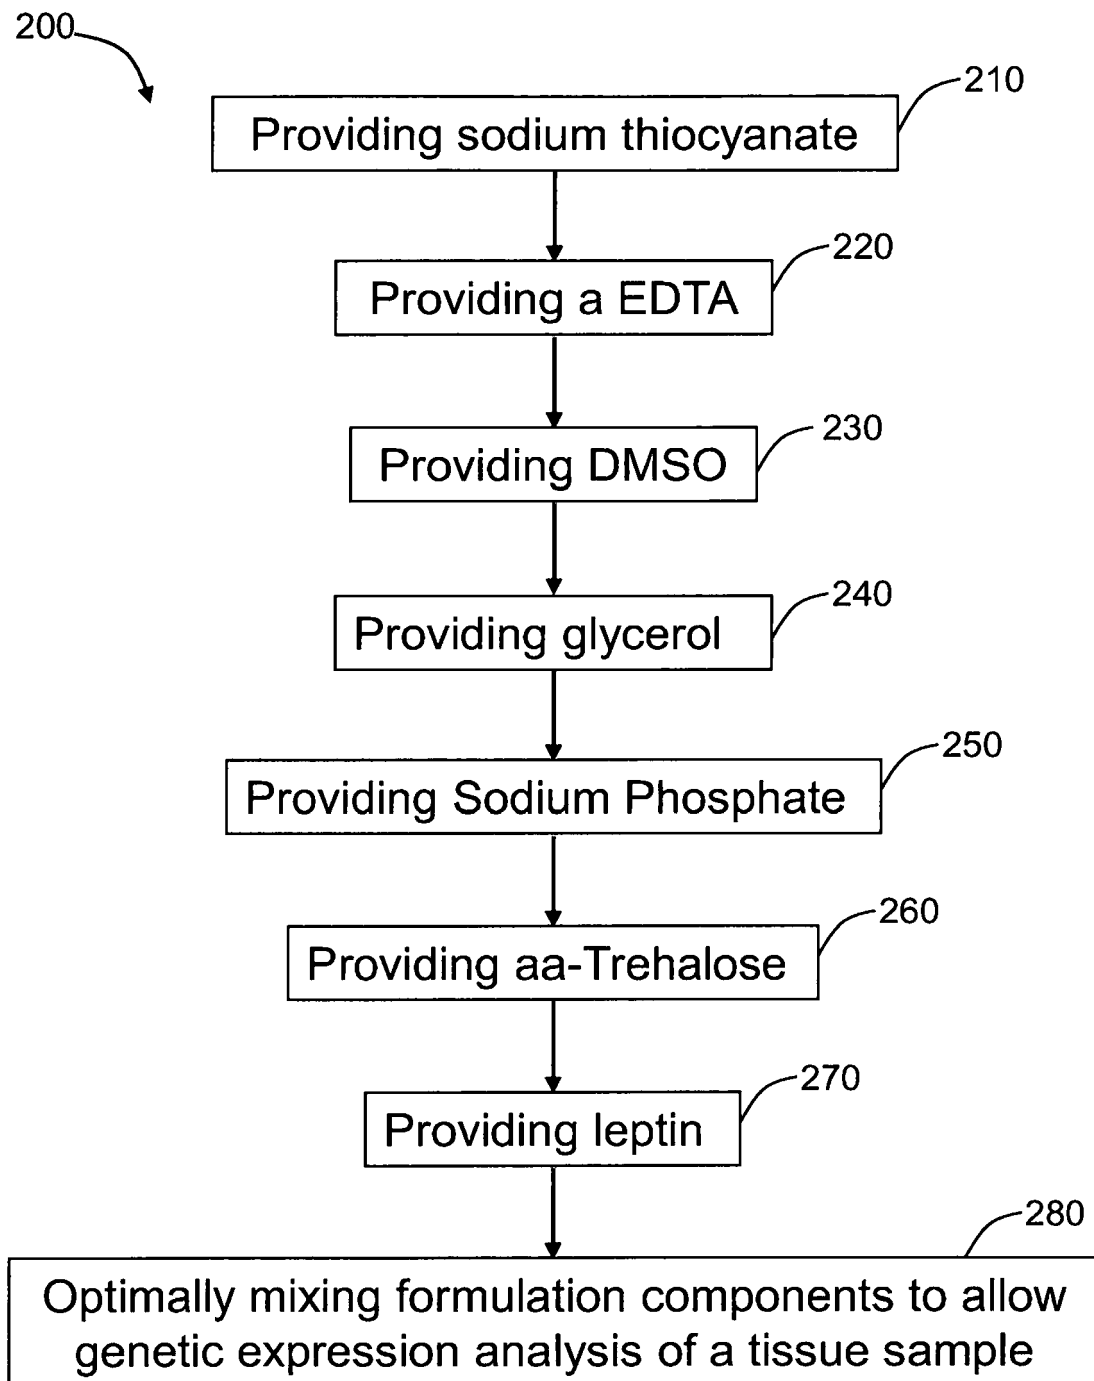 200
210
Providing sodium thiocyanate
220
Providing a EDTA
230
Providing DMSO
240
Providing glycerol
250
Providing Sodium Phosphate
260
Providing aa-Trehalose
270
Providing leptin
280
Optimally mixing formulation components to allow
genetic expression analysis of a tissue sample